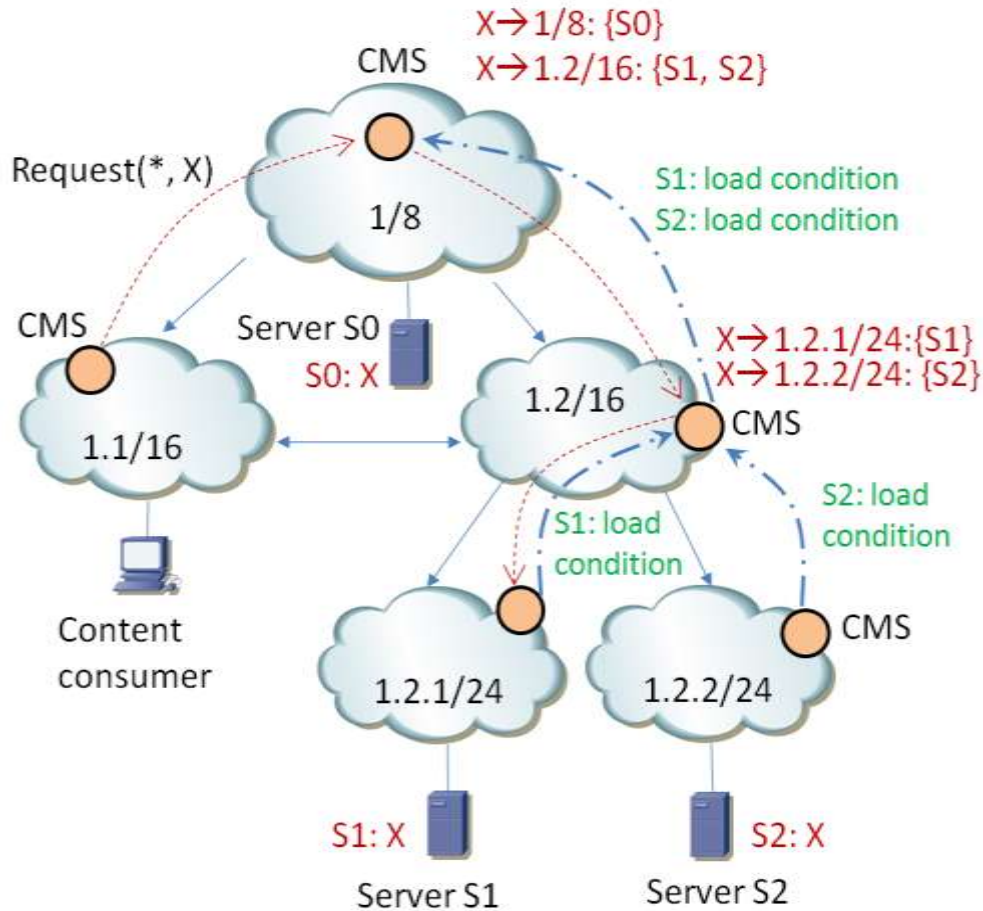 X→1/8: {S0}
CMS
X→1.2/16: {S1, S2}
Request(*, X)
S1: load condition
S2: load condition
1/8
CMS
Server S0
S0: X
X→1.2.1/24:{S1}
X→1.2.2/24: {S2}
1.2/16
CMS
1.1/16
S1: load
condition
S2: load
condition
Content
consumer
CMS
1.2.1/24
1.2.2/24
S1: X
S2: X
Server S1
Server S2